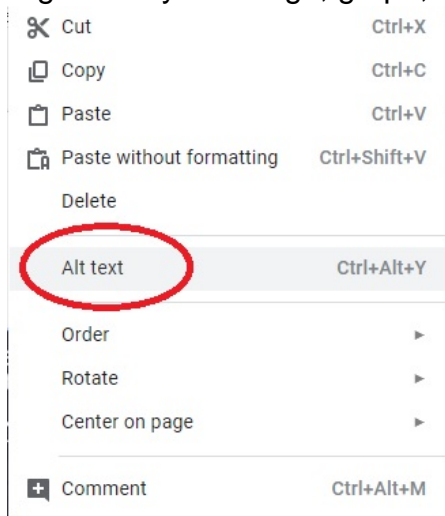 Cut Ctrl+X
Copy Ctrl+C
Paste Ctrl+V
Paste without formatting Ctrl+Shift+V
Delete
Alt text Ctrl+Alt+Y
Order ►
Rotate ►
Center on page ►
Comment Ctrl+Alt+M